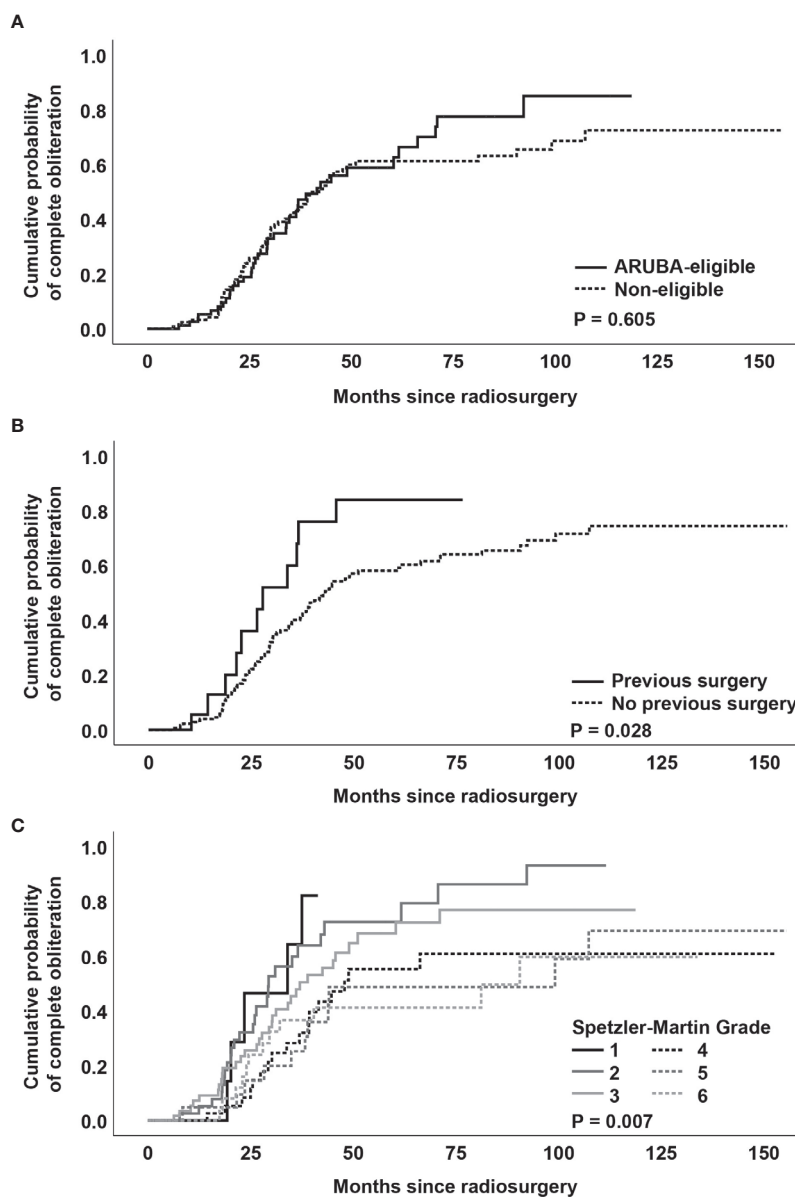 A
Cumulative probability
of complete obliteration
1.0
0.8
0.6
0.4
0.2
0.0
ARUBA-eligible
Non-eligible
P = 0.605
0 25 50 75 100 125 150
Months since radiosurgery
B
Cumulative probability
of complete obliteration
1.0
0.8
0.6
0.4
0.2
0.0
Previous surgery
No previous surgery
P = 0.028
0 25 50 75 100 125 150
Months since radiosurgery
C
Cumulative probability
of complete obliteration
1.0
0.8
0.6
0.4
0.2
0.0
Spetzler-Martin Grade
1 4
2 5
3 6
P = 0.007
0 25 50 75 100 125 150
Months since radiosurgery